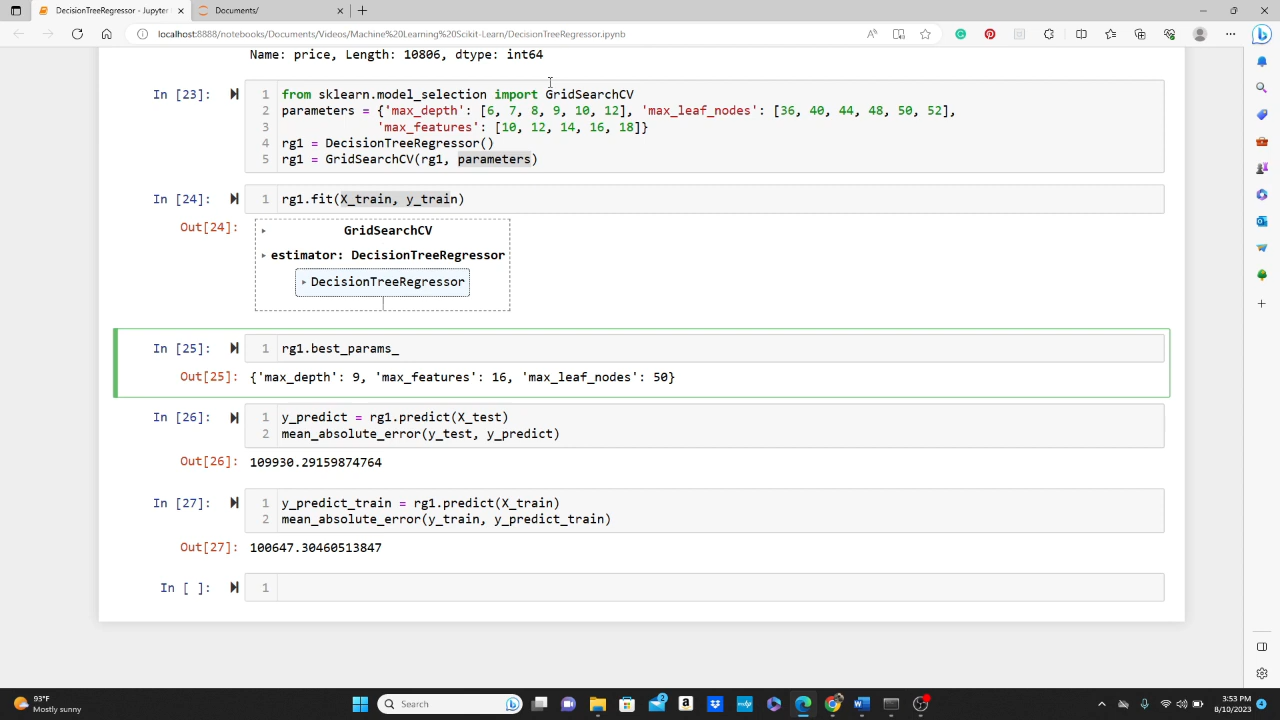 DecisionTreeRegressor - Jupyter
Documents/
localhost:8888/notebooks/Documents/Videos/Machine%20Learning%20Scikit-Learn/DecisionTreeRegressor.ipynb
Name: price, Length: 10806, dtype: int64
In [23]:
1 from sklearn.model_selection import GridSearchCV
2 parameters = {'max_depth': [6, 7, 8, 9, 10, 12], 'max_leaf_nodes': [36, 40, 44, 48, 50, 52],
3 'max_features': [10, 12, 14, 16, 18]}
4 rg1 = DecisionTreeRegressor()
5 rg1 = GridSearchCV(rg1, parameters)
In [24]:
1 rg1.fit(X_train, y_train)
Out[24]:
GridSearchCV
estimator: DecisionTreeRegressor
DecisionTreeRegressor
In [25]:
1 rg1.best_params_
Out[25]: {'max_depth': 9, 'max_features': 16, 'max_leaf_nodes': 50}
In [26]:
1 y_predict = rg1.predict(X_test)
2 mean_absolute_error(y_test, y_predict)
Out[26]: 109930.29159874764
In [27]:
1 y_predict_train = rg1.predict(X_train)
2 mean_absolute_error(y_train, y_predict_train)
Out[27]: 100647.30460513847
In [ ]:
1
93°F
Mostly sunny
Search
3:53 PM
8/10/2023